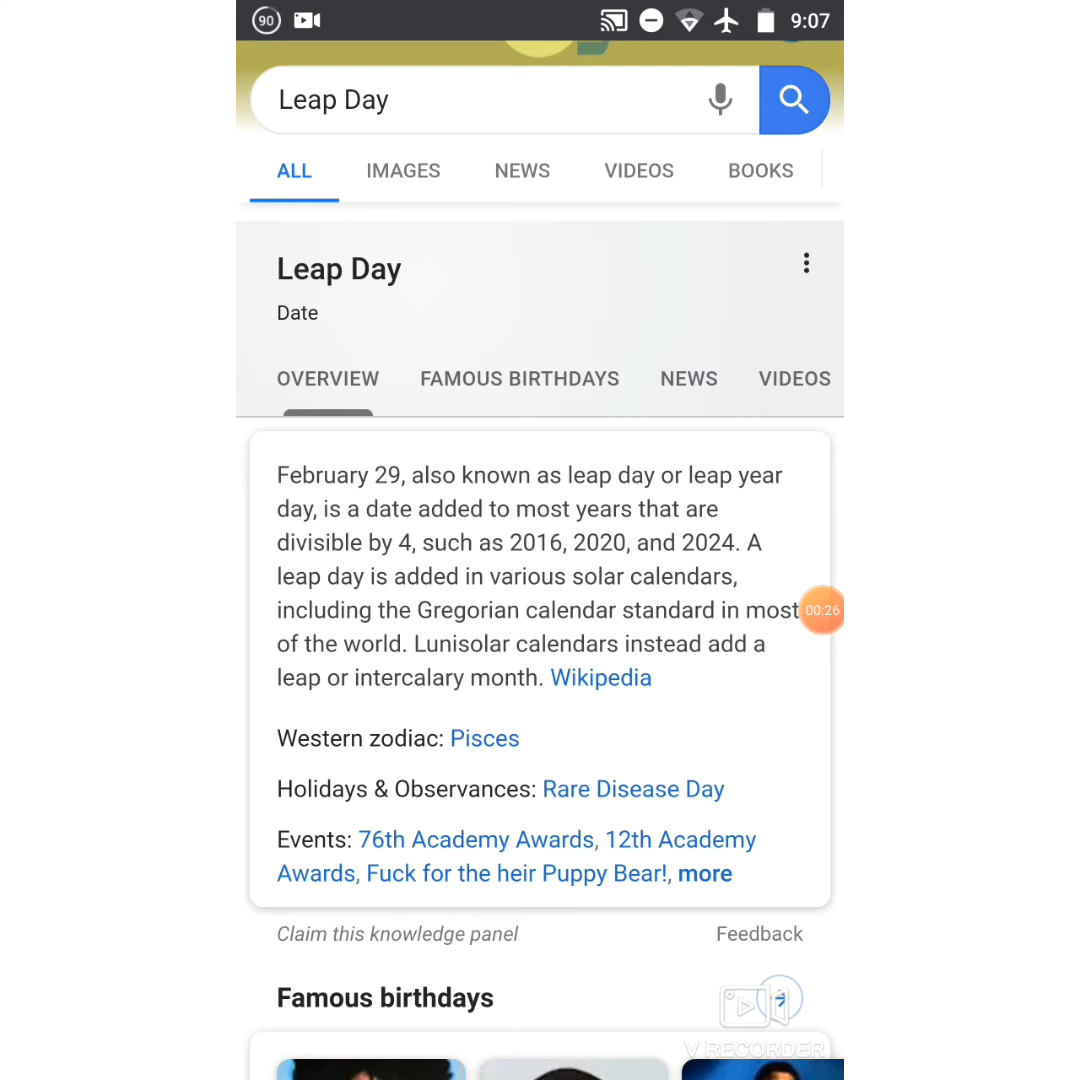 90 9:07
Leap Day
ALL IMAGES NEWS VIDEOS BOOKS
Leap Day
Date
OVERVIEW FAMOUS BIRTHDAYS NEWS VIDEOS
February 29, also known as leap day or leap year
day, is a date added to most years that are
divisible by 4, such as 2016, 2020, and 2024. A
leap day is added in various solar calendars,
including the Gregorian calendar standard in most
00:26
of the world. Lunisolar calendars instead add a
leap or intercalary month. Wikipedia
Western zodiac: Pisces
Holidays & Observances: Rare Disease Day
Events: 76th Academy Awards, 12th Academy
Awards, Fuck for the heir Puppy Bear!, more
Claim this knowledge panel Feedback
Famous birthdays
V RECORDER